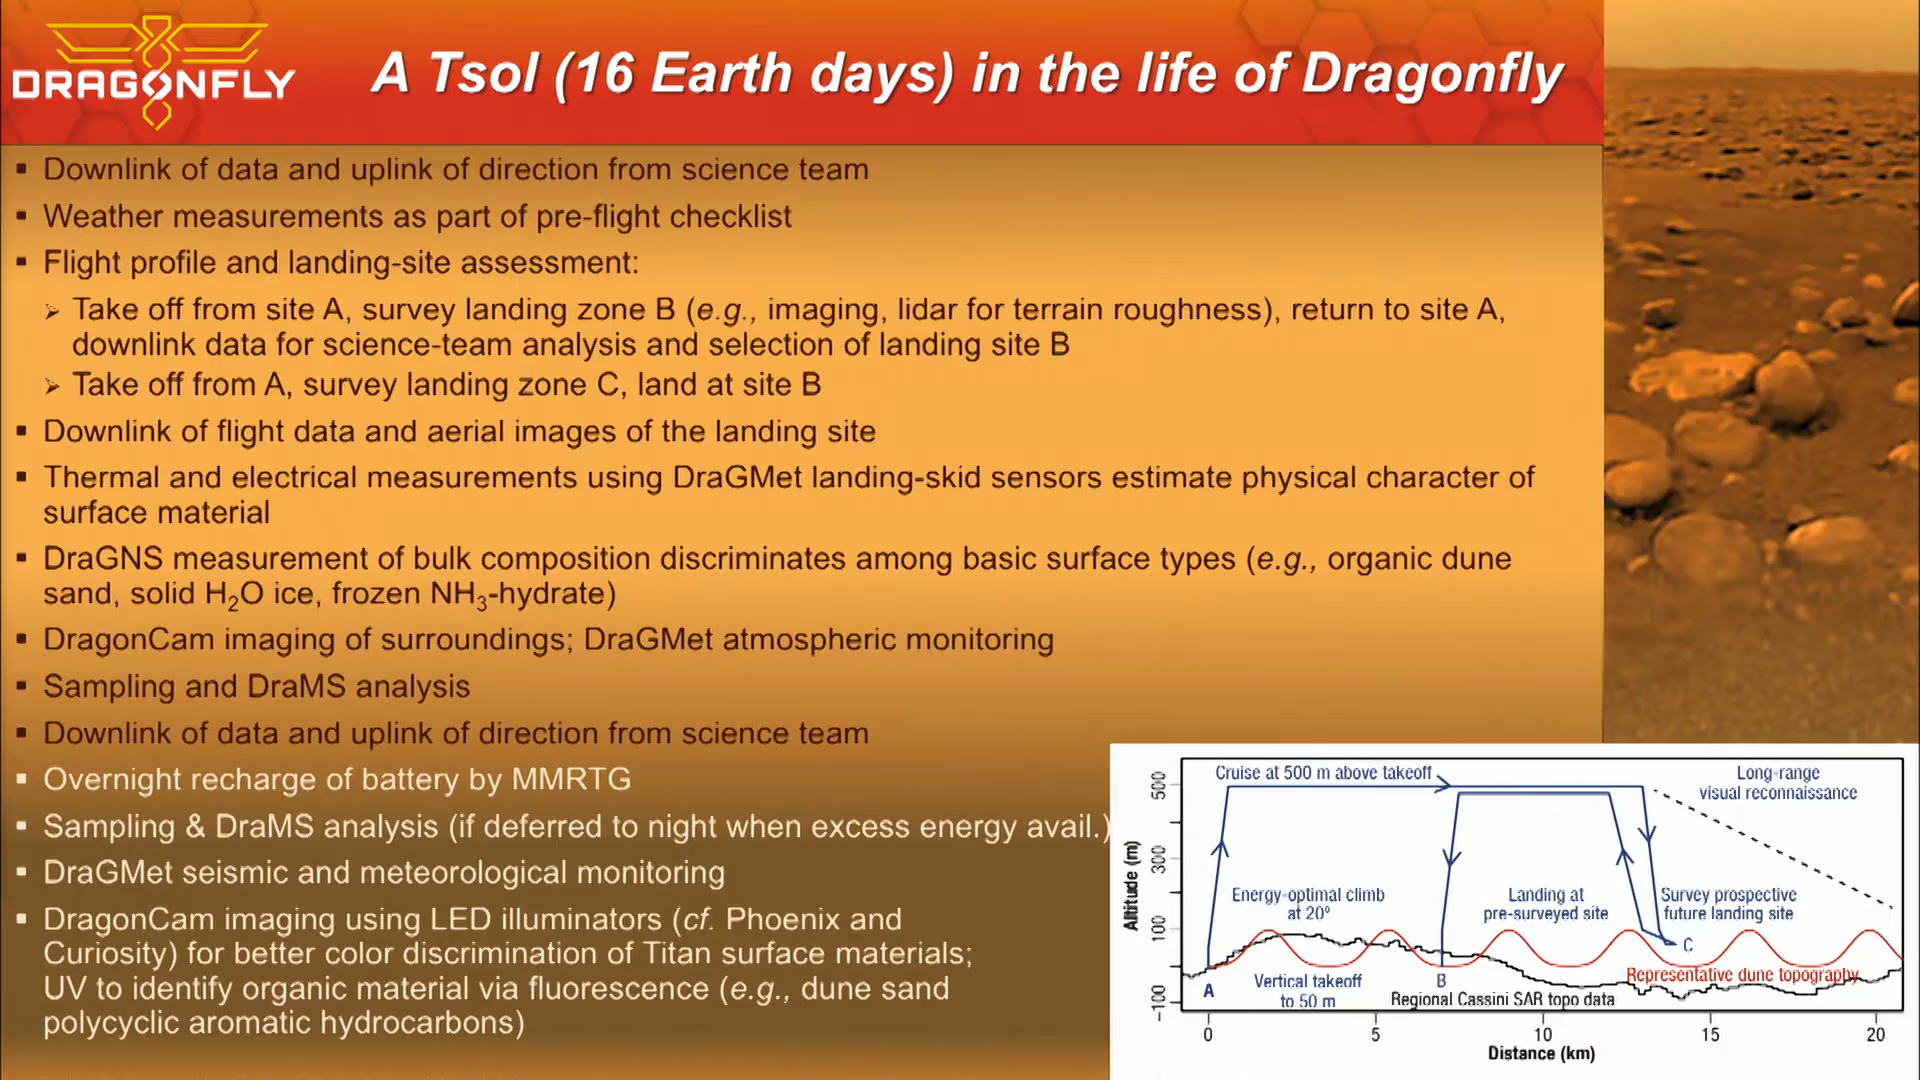 DRAGONFLY
A Tsol (16 Earth days) in the life of Dragonfly
▪ Downlink of data and uplink of direction from science team
▪ Weather measurements as part of pre-flight checklist
▪ Flight profile and landing-site assessment:
➢ Take off from site A, survey landing zone B (e.g., imaging, lidar for terrain roughness), return to site A,
downlink data for science-team analysis and selection of landing site B
➢ Take off from A, survey landing zone C, land at site B
▪ Downlink of flight data and aerial images of the landing site
▪ Thermal and electrical measurements using DraGMet landing-skid sensors estimate physical character of
surface material
▪ DraGNS measurement of bulk composition discriminates among basic surface types (e.g., organic dune
sand, solid H₂O ice, frozen NH₃-hydrate)
▪ DragonCam imaging of surroundings; DraGMet atmospheric monitoring
▪ Sampling and DraMS analysis
▪ Downlink of data and uplink of direction from science team
▪ Overnight recharge of battery by MMRTG
▪ Sampling & DraMS analysis (if deferred to night when excess energy avail.)
▪ DraGMet seismic and meteorological monitoring
▪ DragonCam imaging using LED illuminators (cf. Phoenix and
Curiosity) for better color discrimination of Titan surface materials;
UV to identify organic material via fluorescence (e.g., dune sand
polycyclic aromatic hydrocarbons)
Cruise at 500 m above takeoff
Long-range
visual reconnaissance
Energy-optimal climb
at 20º
Landing at
pre-surveyed site
Survey prospective
future landing site
C
Representative dune topography
A
Vertical takeoff
to 50 m
B
Regional Cassini SAR topo data
Altitude (m)
500
300
100
-100
0 5 10 15 20
Distance (km)